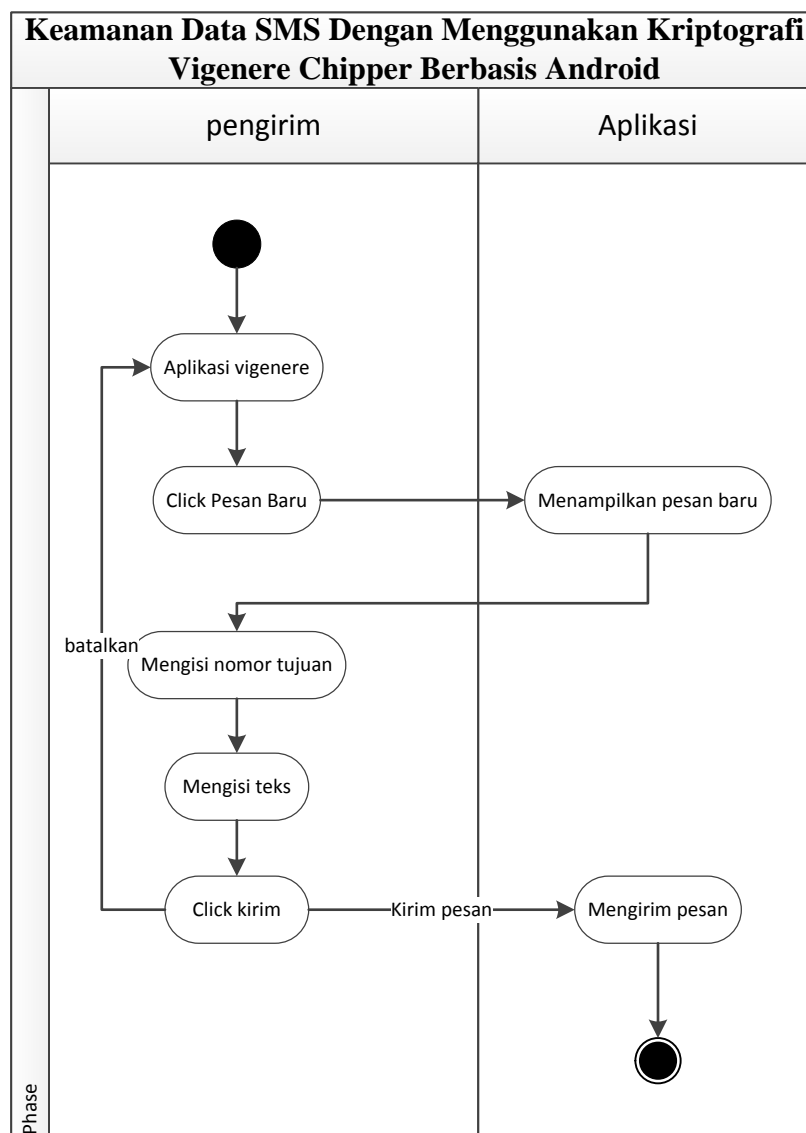 Keamanan Data SMS Dengan Menggunakan Kriptografi
Vigenere Chipper Berbasis Android
pengirim
Aplikasi
Aplikasi vigenere
Click Pesan Baru
Menampilkan pesan baru
batalkan
Mengisi nomor tujuan
Mengisi teks
Click kirim
Kirim pesan
Mengirim pesan
Phase